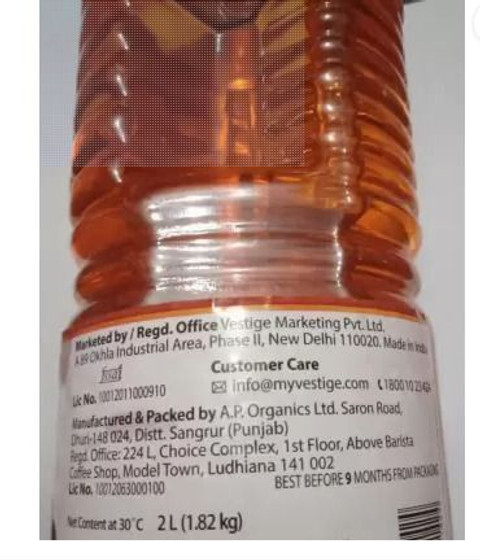 Marketed by / Regd. Office Vestige Marketing Pvt. Ltd.
A 89 Okhla Industrial Area, Phase II, New Delhi 110020. Made in India
fssai
Customer Care
Lic No. 10012011000910
info@myvestige.com
Manufactured & Packed by A.P. Organics Ltd. Saron Road,
Dhuri-148 024, Distt. Sangrur (Punjab)
Regd. Office: 224 L, Choice Complex, 1st Floor, Above Barista
Coffee Shop, Model Town, Ludhiana 141 002
Lic No. 10012063000100
BEST BEFORE 9 MONTHS FROM PACKAGING
Net Content at 30°C 2 L (1.82 kg)